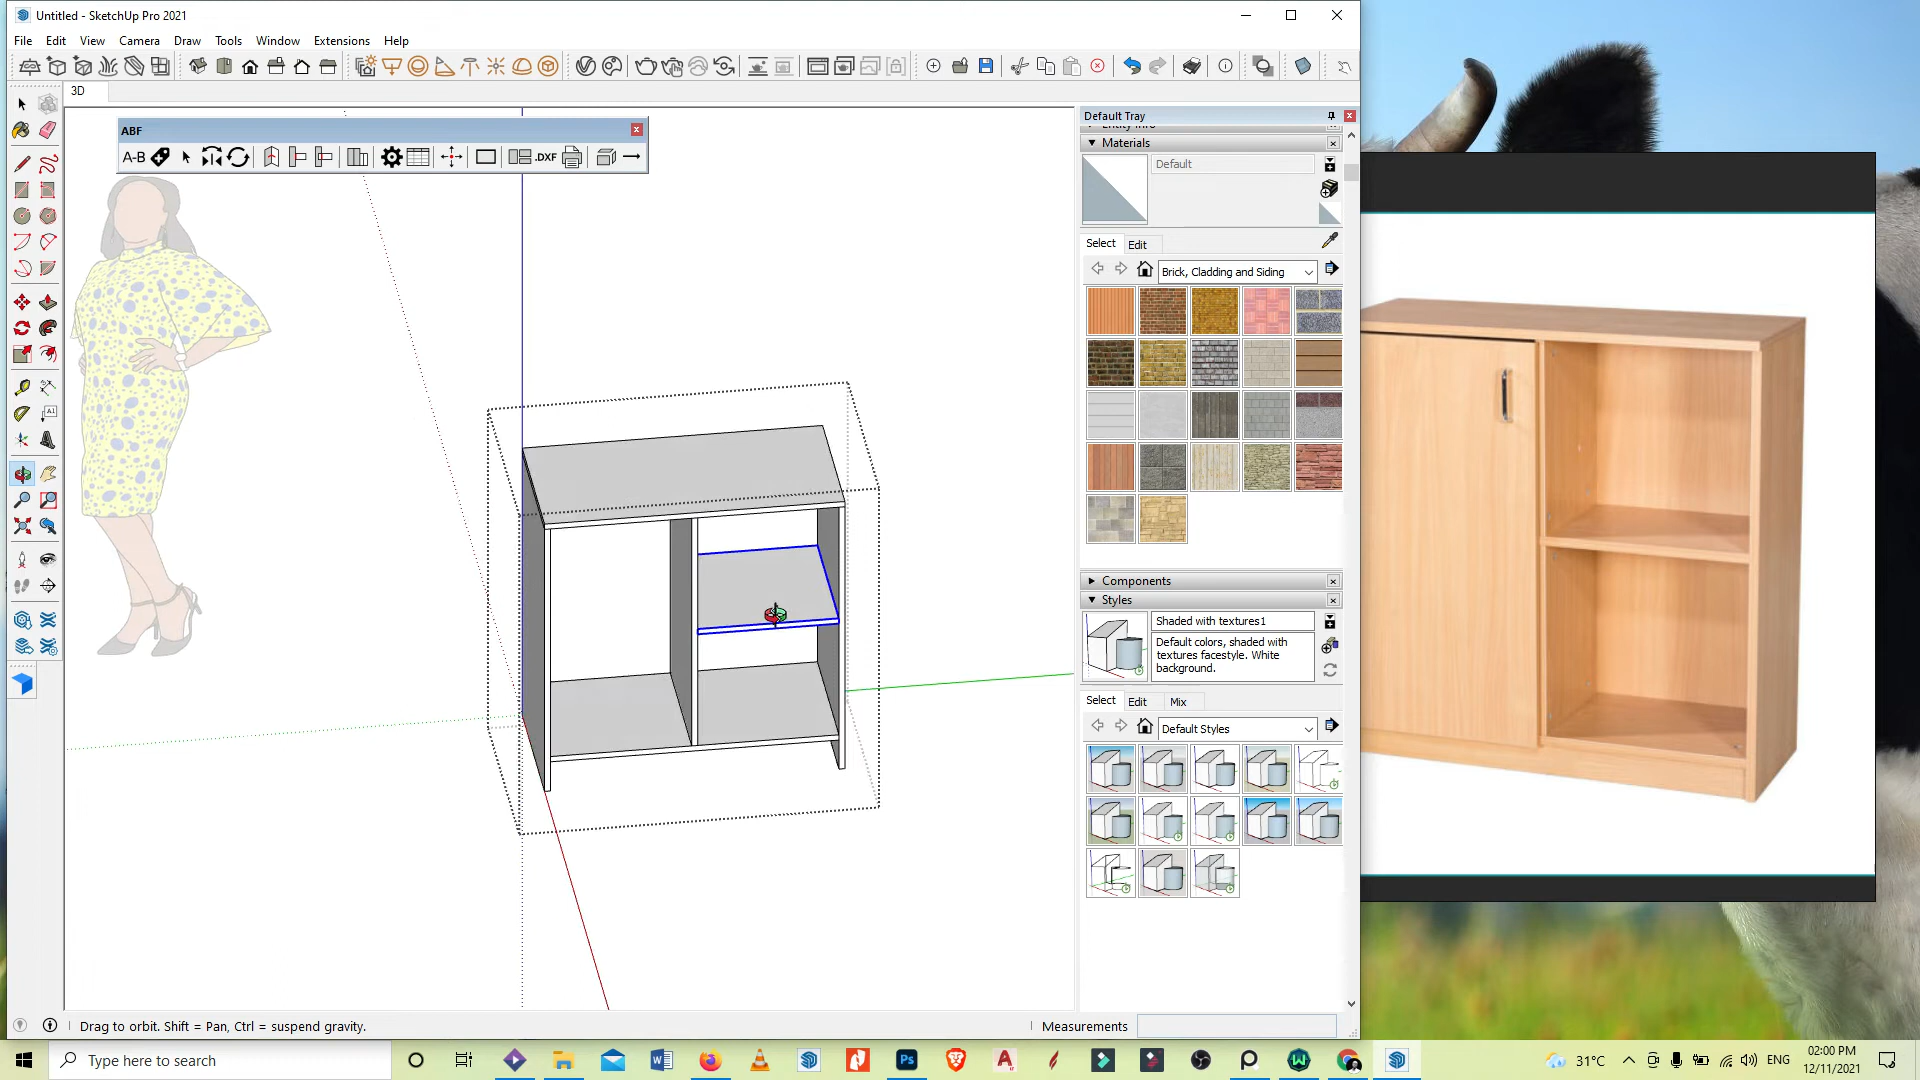 Untitled - SketchUp Pro 2021
File Edit View Camera Draw Tools Window Extensions Help
3D
ABF
A-B
.DXF
Default Tray
Materials
Default
Select Edit
Brick, Cladding and Siding
Components
Styles
Shaded with textures1
Default colors, shaded with
textures facestyle. White
background.
Select Edit Mix
Default Styles
Drag to orbit. Shift = Pan, Ctrl = suspend gravity.
Measurements
Type here to search
31°C
ENG
02:00 PM
12/11/2021